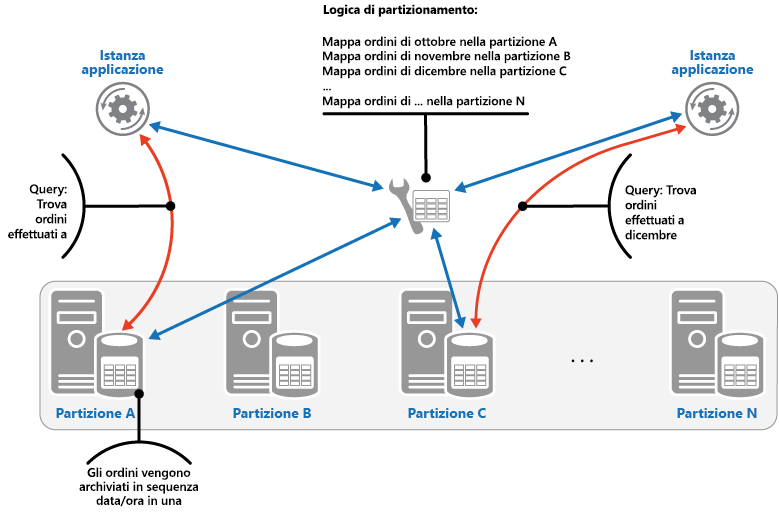 Logica di partizionamento:
Mappa ordini di ottobre nella partizione A
Mappa ordini di novembre nella partizione B
Mappa ordini di dicembre nella partizione C
...
Mappa ordini di ... nella partizione N
Istanza
applicazione
Istanza
applicazione
Query:
Trova
ordini
effettuati a
Query: Trova
ordini
effettuati a
dicembre
. . .
Partizione A
Partizione B
Partizione C
Partizione N
Gli ordini vengono
archiviati in sequenza
data/ora in una